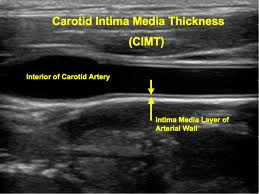 Carotid Intima Media Thickness
(CIMT)
Interior of Carotid Artery
Intima Media Layer of
Arterial Wall